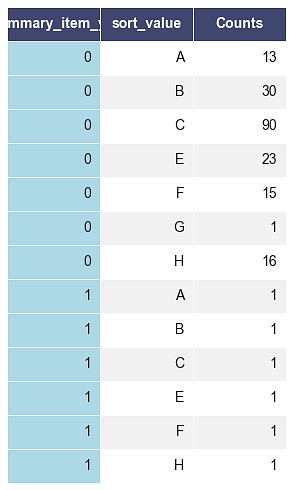 mmary_item_ sort_value Counts
0 A 13
0 B 30
0 C 90
0 E 23
0 F 15
0 G 1
0 H 16
1 A 1
1 B 1
1 C 1
1 E 1
1 F 1
1 H 1